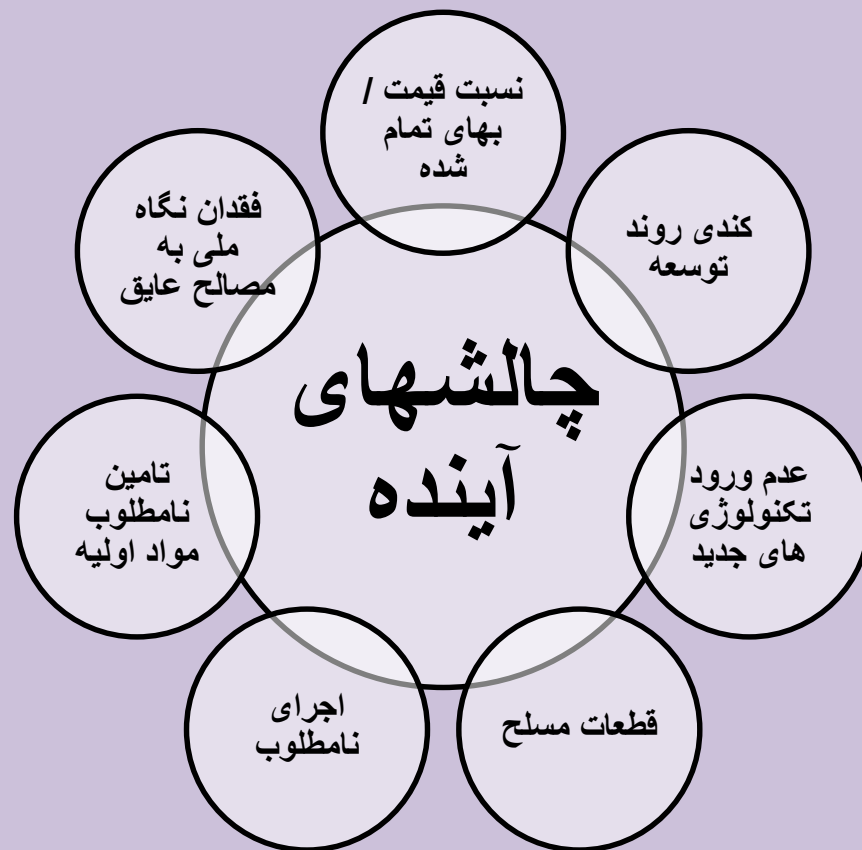 چالشهای
آینده
نسبت قیمت /
بهای تمام
شده
کندی روند
توسعه
عدم ورود
تکنولوژی
های جدید
قطعات مسلح
اجرای
نامطلوب
تامین
نامطلوب
مواد اولیه
فقدان نگاه
ملی به
مصالح عایق